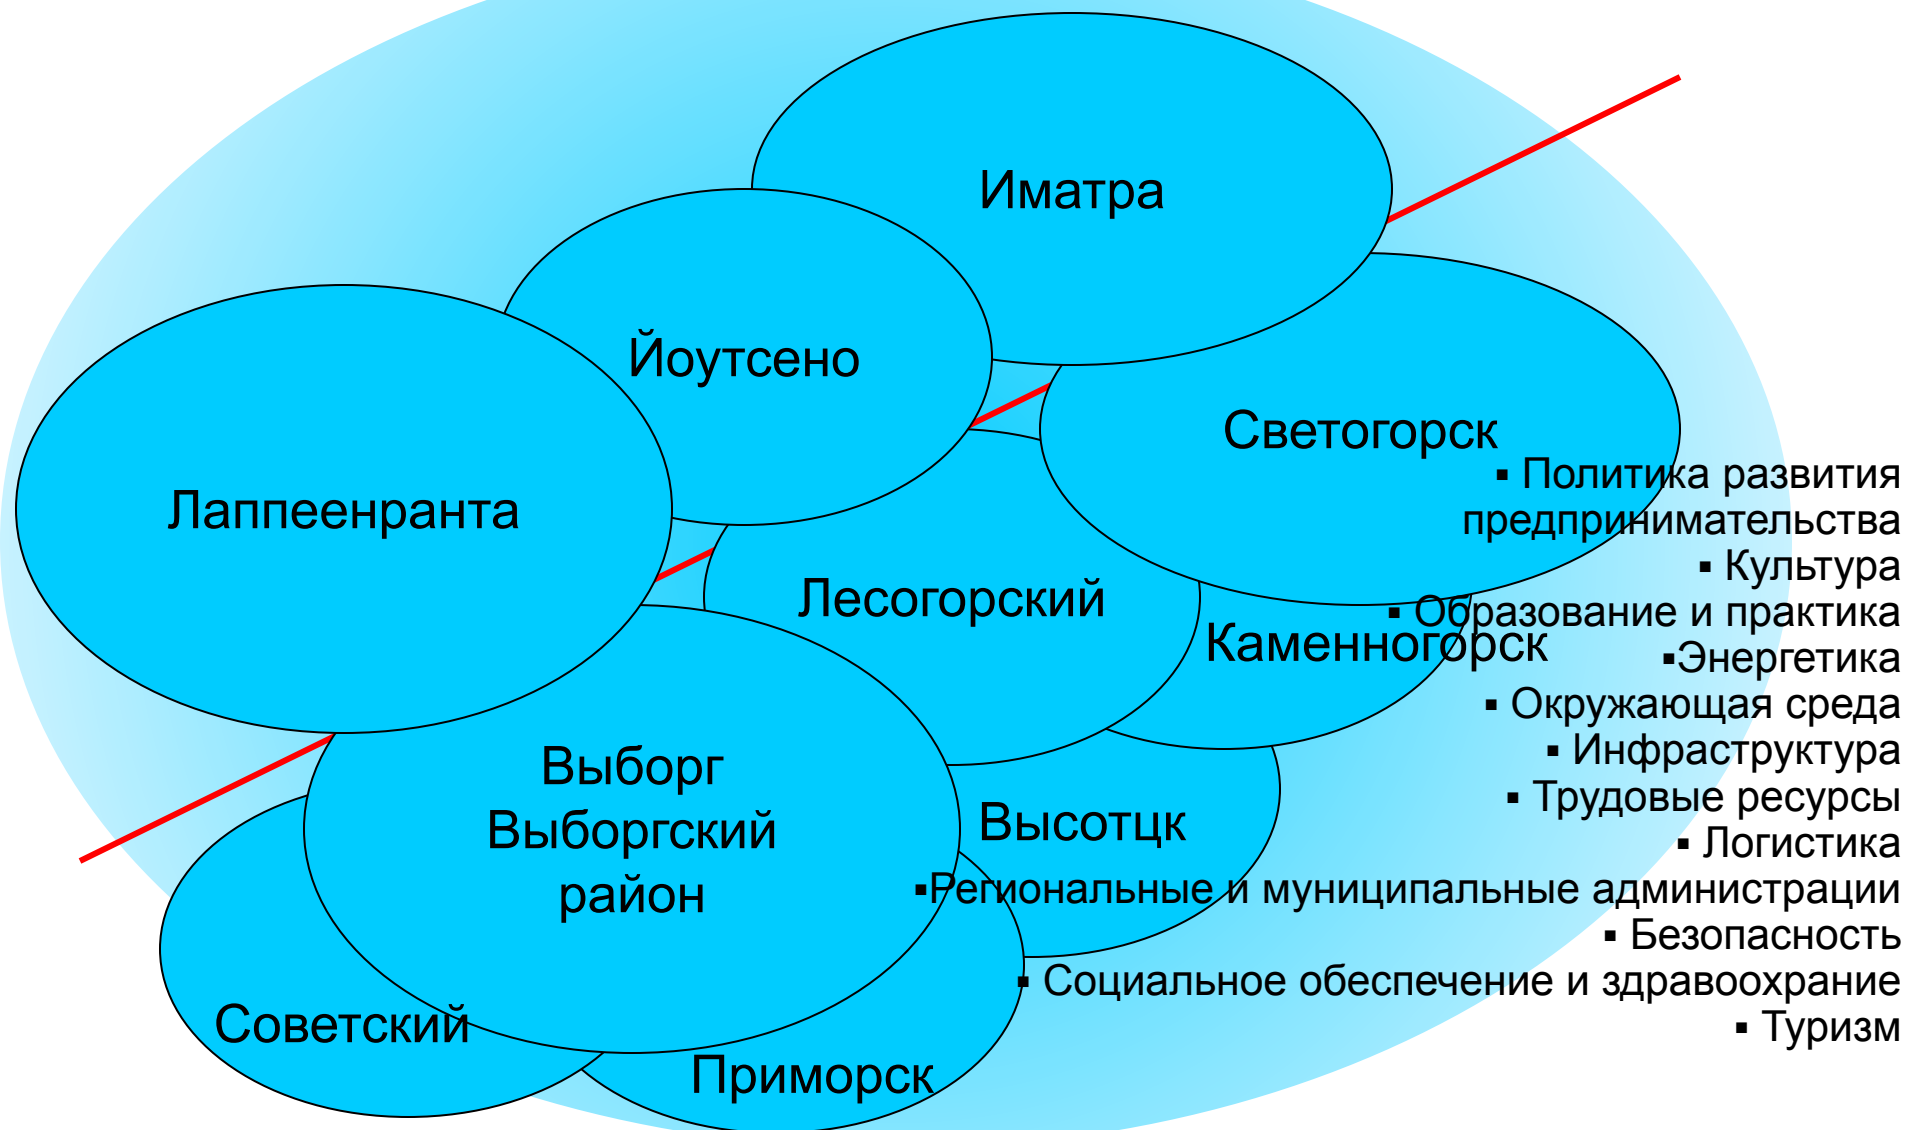 Иматра
Йоутсено
Светогорск
Лаппеенранта
Лесогорский
Каменногорск
Выборг
Выборгский
район
Высотцк
Советский
Приморск
▪ Политика развития
предпринимательства
▪ Культура
▪ Образование и практика
▪Энергетика
▪ Окружающая среда
▪ Инфраструктура
▪ Трудовые ресурсы
▪ Логистика
▪Региональные и муниципальные администрации
▪ Безопасность
▪ Социальное обеспечение и здравоохрание
▪ Туризм